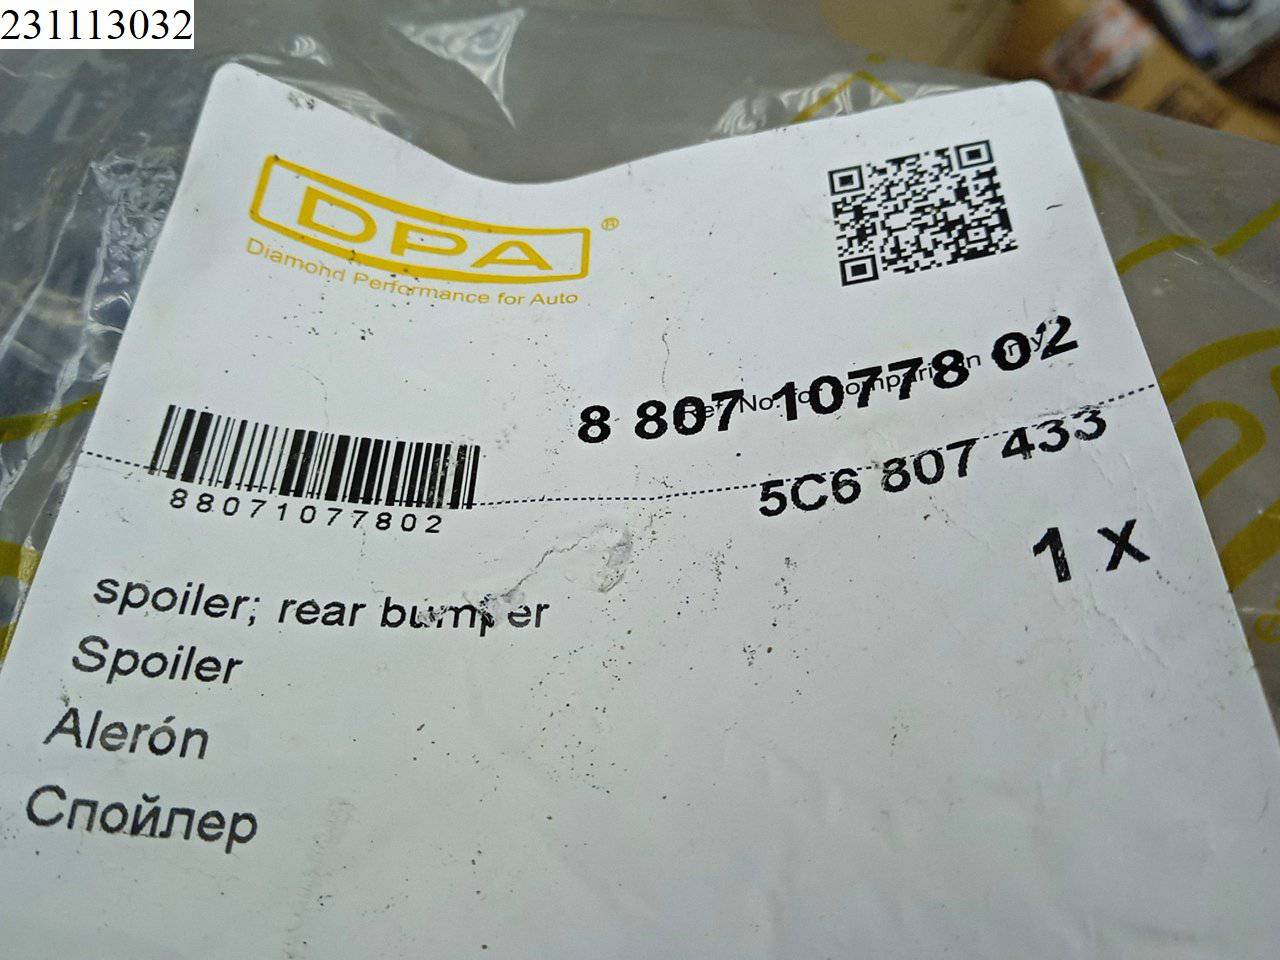 231113032
DPA®
Diamond Performance for Auto
8 807 10778 02
Ref. No. for comparison only
5C6 807 433
88071077802
1 x
spoiler; rear bumper
Spoiler
Alerón
Спойлер